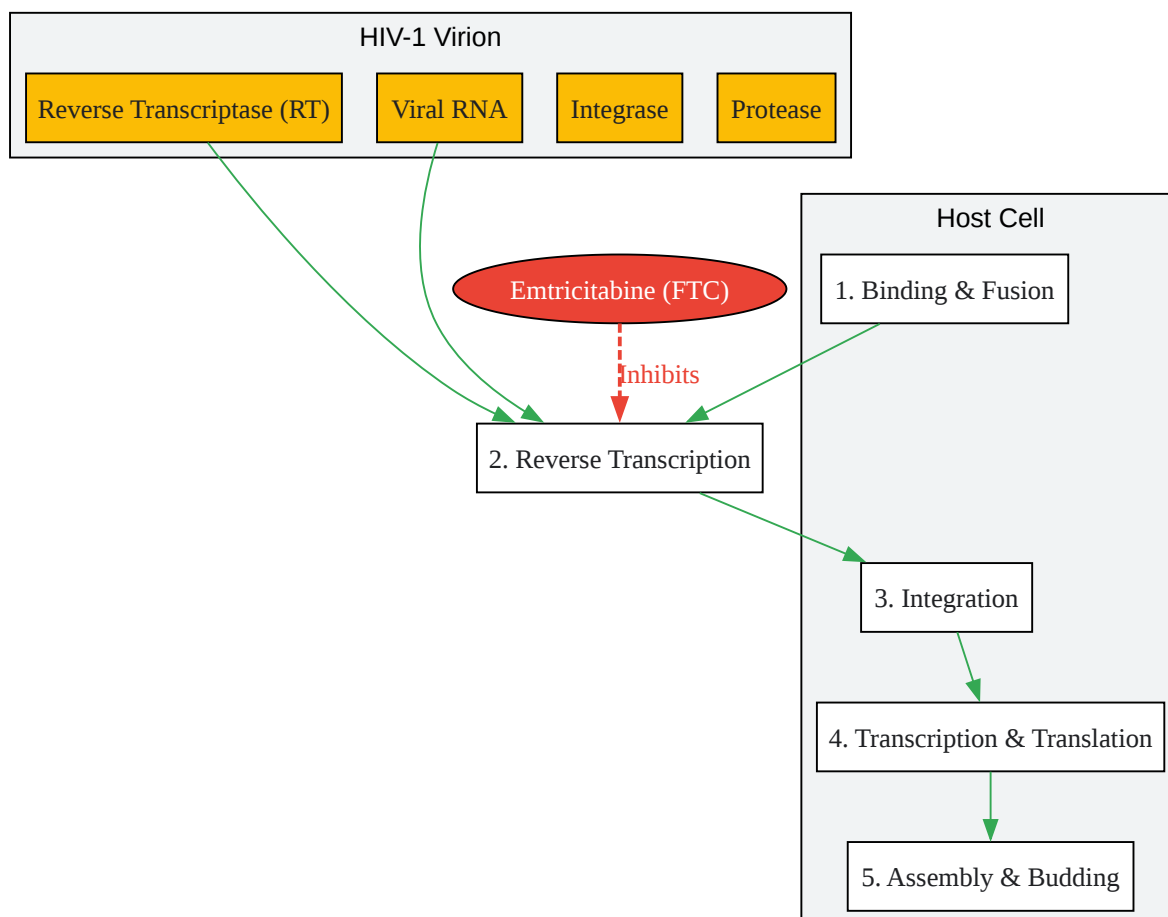 HIV-1 Virion
Reverse Transcriptase (RT)
Viral RNA
Integrase
Protease
Host Cell
Emtricitabine (FTC)
1. Binding & Fusion
Inhibits
2. Reverse Transcription
3. Integration
4. Transcription & Translation
5. Assembly & Budding